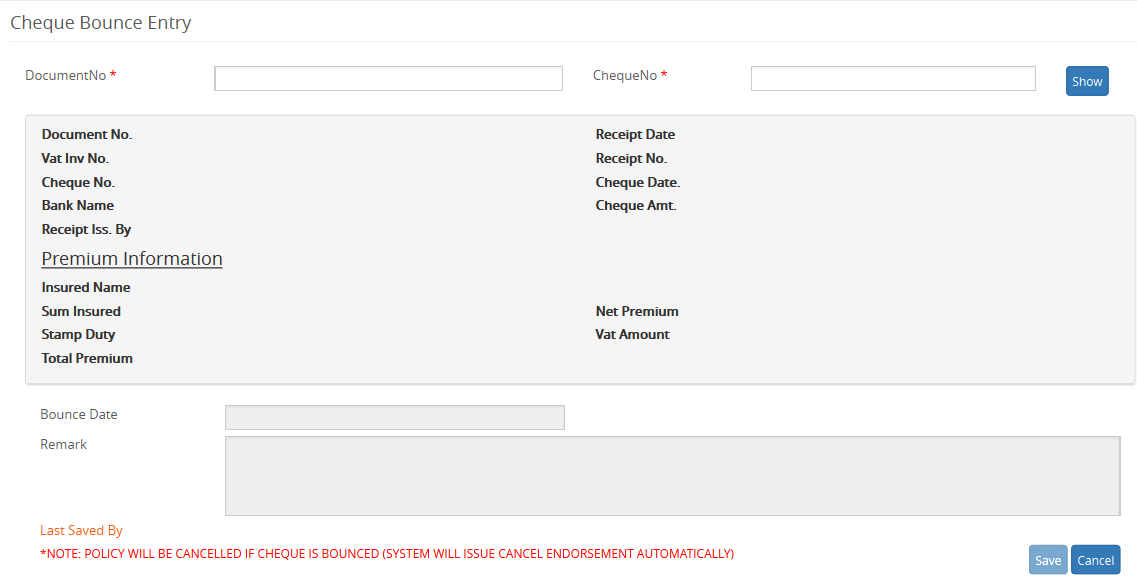 Cheque Bounce Entry
DocumentNo * ChequeNo * Show
Document No. Receipt Date
Vat Inv No. Receipt No.
Cheque No. Cheque Date.
Bank Name Cheque Amt.
Receipt Iss. By
Premium Information
Insured Name
Sum Insured Net Premium
Stamp Duty Vat Amount
Total Premium
Bounce Date
Remark
Last Saved By
*NOTE: POLICY WILL BE CANCELLED IF CHEQUE IS BOUNCED (SYSTEM WILL ISSUE CANCEL ENDORSEMENT AUTOMATICALLY)
Save Cancel